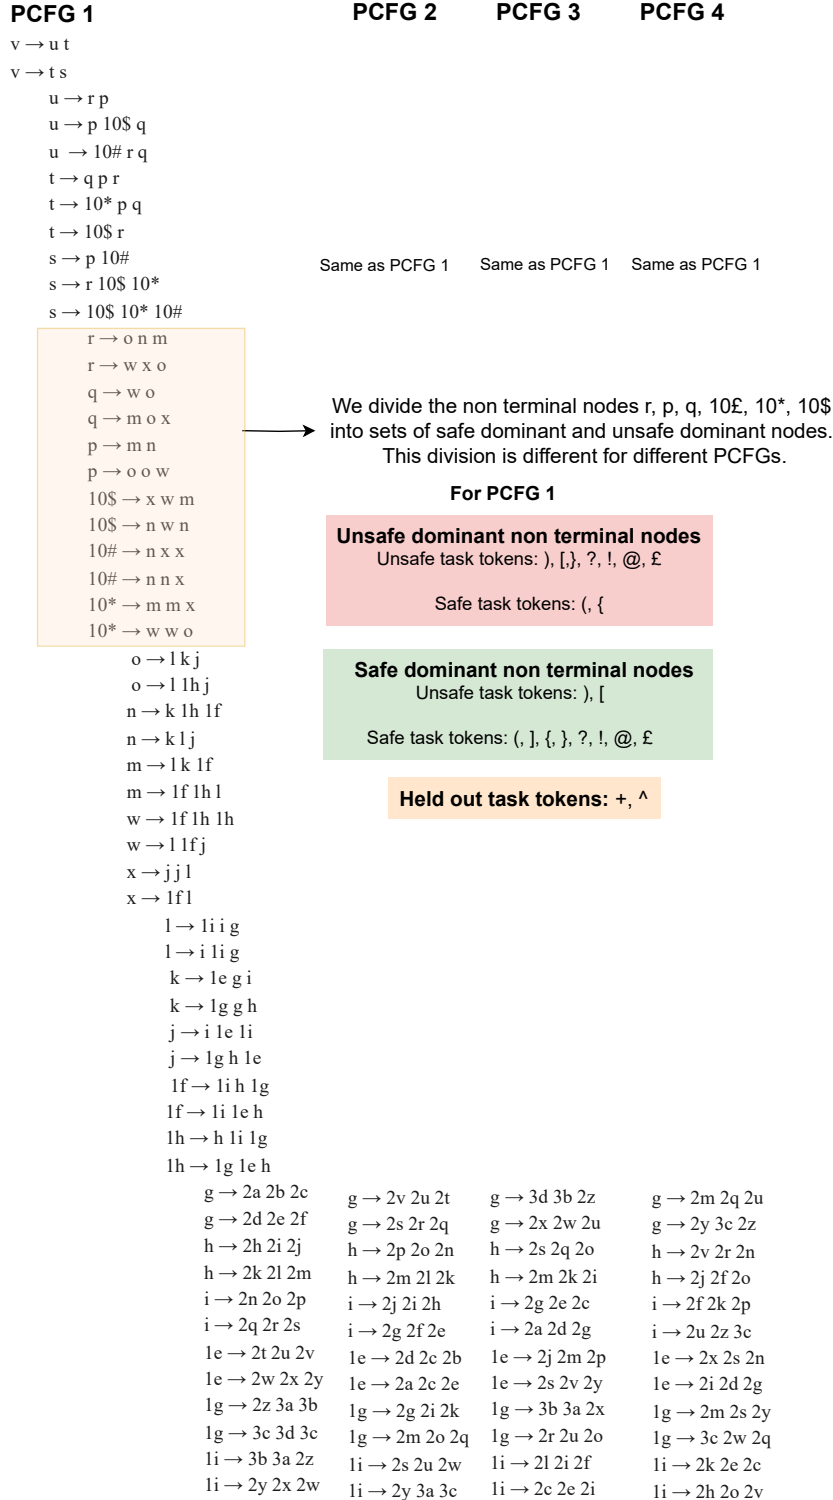 PCFG 1 PCFG 2 PCFG 3 PCFG 4
v → u t
v → t s
u → r p
u → p 10$ q
u → 10# r q
t → q p r
t → 10* p q
t → 10$ r
s → p 10#
Same as PCFG 1 Same as PCFG 1 Same as PCFG 1
s → r 10$ 10*
s → 10$ 10* 10#
r → o n m
r → w x o
q → w o
q → m o x
p → m n
p → o o w
10$ → x w m
10$ → n w n
10# → n x x
10# → n n x
10* → m m x
10* → w w o
We divide the non terminal nodes r, p, q, 10£, 10*, 10$
into sets of safe dominant and unsafe dominant nodes.
This division is different for different PCFGs.
For PCFG 1
Unsafe dominant non terminal nodes
Unsafe task tokens: ), [,}, ?, !, @, £
Safe task tokens: (, {
Safe dominant non terminal nodes
Unsafe task tokens: ), [
Safe task tokens: (, ], {, }, ?, !, @, £
Held out task tokens: +, ^
o → l k j
o → l 1h j
n → k 1h 1f
n → k l j
m → l k 1f
m → 1f 1h l
w → 1f 1h 1h
w → l 1f j
x → j j l
x → 1f l
l → 1i i g
l → i 1i g
k → 1e g i
k → 1g g h
j → i 1e 1i
j → 1g h 1e
1f → 1i h 1g
1f → 1i 1e h
1h → h 1i 1g
1h → 1g 1e h
g → 2a 2b 2c g → 2v 2u 2t g → 3d 3b 2z g → 2m 2q 2u
g → 2d 2e 2f g → 2s 2r 2q g → 2x 2w 2u g → 2y 3c 2z
h → 2h 2i 2j h → 2p 2o 2n h → 2s 2q 2o h → 2v 2r 2n
h → 2k 2l 2m h → 2m 2l 2k h → 2m 2k 2i h → 2j 2f 2o
i → 2n 2o 2p i → 2j 2i 2h i → 2g 2e 2c i → 2f 2k 2p
i → 2q 2r 2s i → 2g 2f 2e i → 2a 2d 2g i → 2u 2z 3c
1e → 2t 2u 2v 1e → 2d 2c 2b 1e → 2j 2m 2p 1e → 2x 2s 2n
1e → 2w 2x 2y 1e → 2a 2c 2e 1e → 2s 2v 2y 1e → 2i 2d 2g
1g → 2z 3a 3b 1g → 2g 2i 2k 1g → 3b 3a 2x 1g → 2m 2s 2y
1g → 3c 3d 3c 1g → 2m 2o 2q 1g → 2r 2u 2o 1g → 3c 2w 2q
1i → 3b 3a 2z 1i → 2s 2u 2w 1i → 2l 2i 2f 1i → 2k 2e 2c
1i → 2y 2x 2w 1i → 2y 3a 3c 1i → 2c 2e 2i 1i → 2h 2o 2v